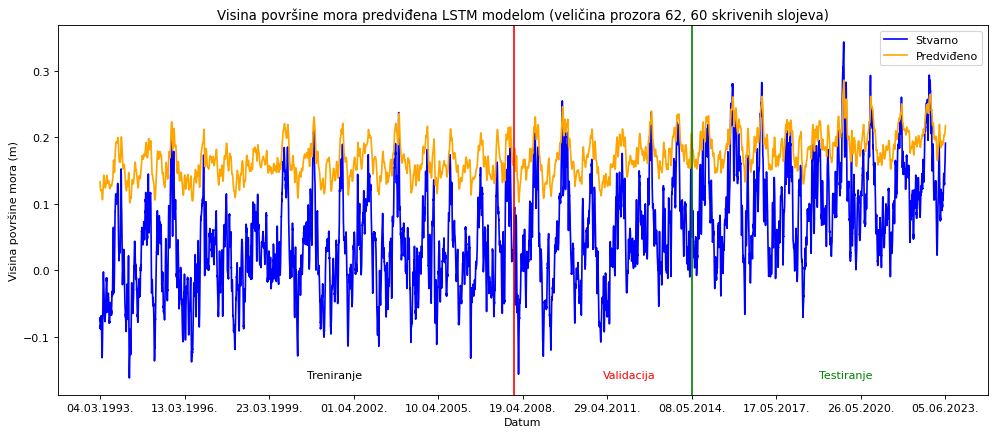 Visina površine mora predviđena LSTM modelom (veličina prozora 62, 60 skrivenih slojeva)
Stvarno
Predviđeno
Visina površine mora (m)
0.3
0.2
0.1
0.0
−0.1
Treniranje
Validacija
Testiranje
04.03.1993.
13.03.1996.
23.03.1999.
01.04.2002.
10.04.2005.
19.04.2008.
29.04.2011.
08.05.2014.
17.05.2017.
26.05.2020.
05.06.2023.
Datum